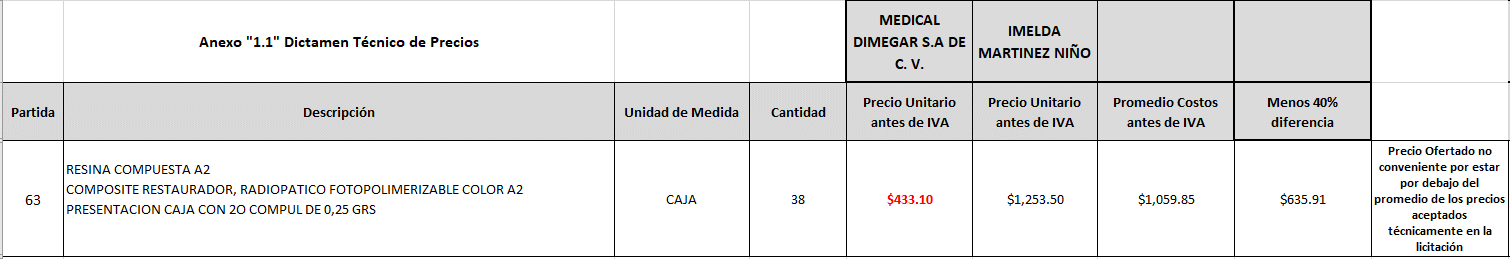 Anexo "1.1" Dictamen Técnico de Precios
MEDICAL
DIMEGAR S.A DE
C. V.
IMELDA
MARTINEZ NIÑO
Partida
Descripción
Unidad de Medida
Cantidad
Precio Unitario
antes de IVA
Precio Unitario
antes de IVA
Promedio Costos
antes de IVA
Menos 40%
diferencia
63
RESINA COMPUESTA A2
COMPOSITE RESTAURADOR, RADIOPATICO FOTOPOLIMERIZABLE COLOR A2
PRESENTACION CAJA CON 2O COMPUL DE 0,25 GRS
CAJA
38
$433.10
$1,253.50
$1,059.85
$635.91
Precio Ofertado no
conveniente por estar
por debajo del
promedio de los precios
aceptados
técnicamente en la
licitación